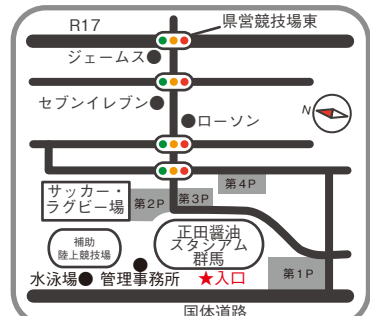 R17
県営競技場東
ジェームス
セブンイレブン
N
ローソン
サッカー・
ラグビー場
第2P
第3P
第4P
補助
陸上競技場
正田醤油
スタジアム
群馬
水泳場
管理事務所
★入口
第1P
国体道路